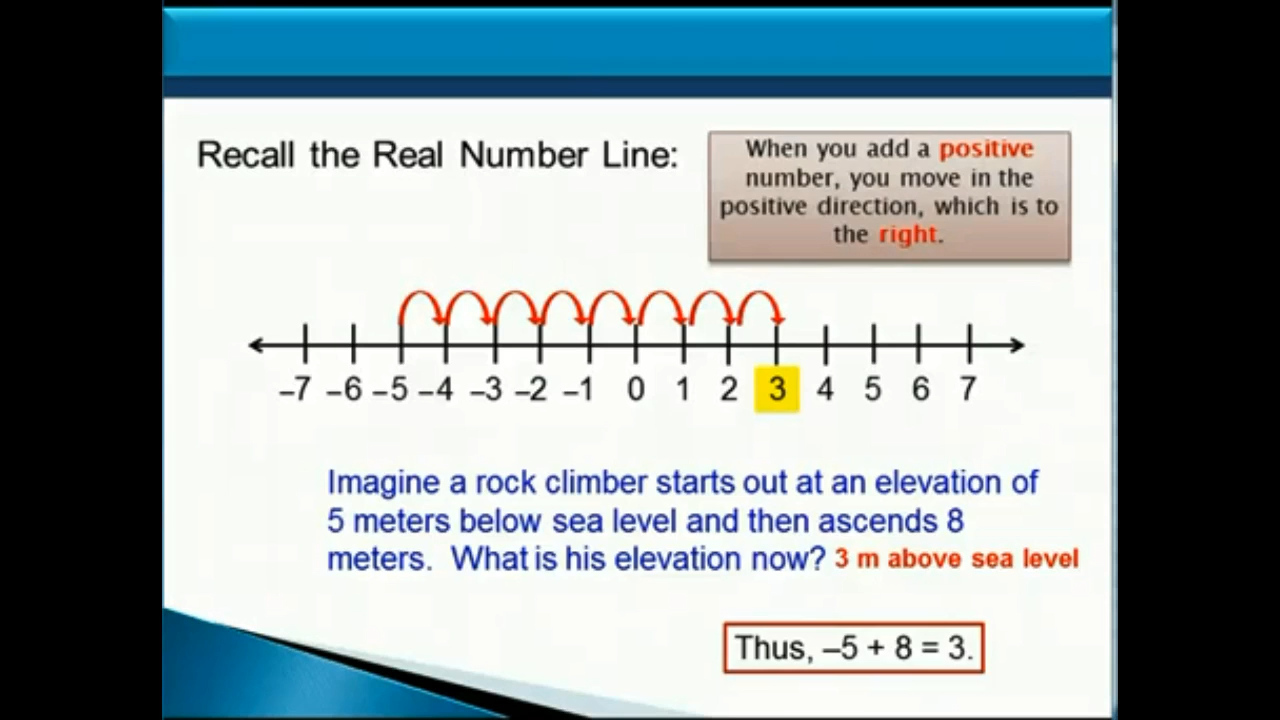 Recall the Real Number Line:
When you add a positive
number, you move in the
positive direction, which is to
the right.
–7 –6 –5 –4 –3 –2 –1 0 1 2 3 4 5 6 7
Imagine a rock climber starts out at an elevation of
5 meters below sea level and then ascends 8
meters. What is his elevation now? 3 m above sea level
Thus, –5 + 8 = 3.